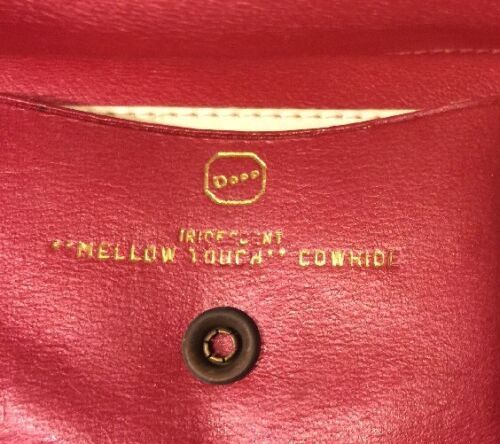 Dopp
IRIDESCENT
"MELLOW TOUCH" COWHIDE